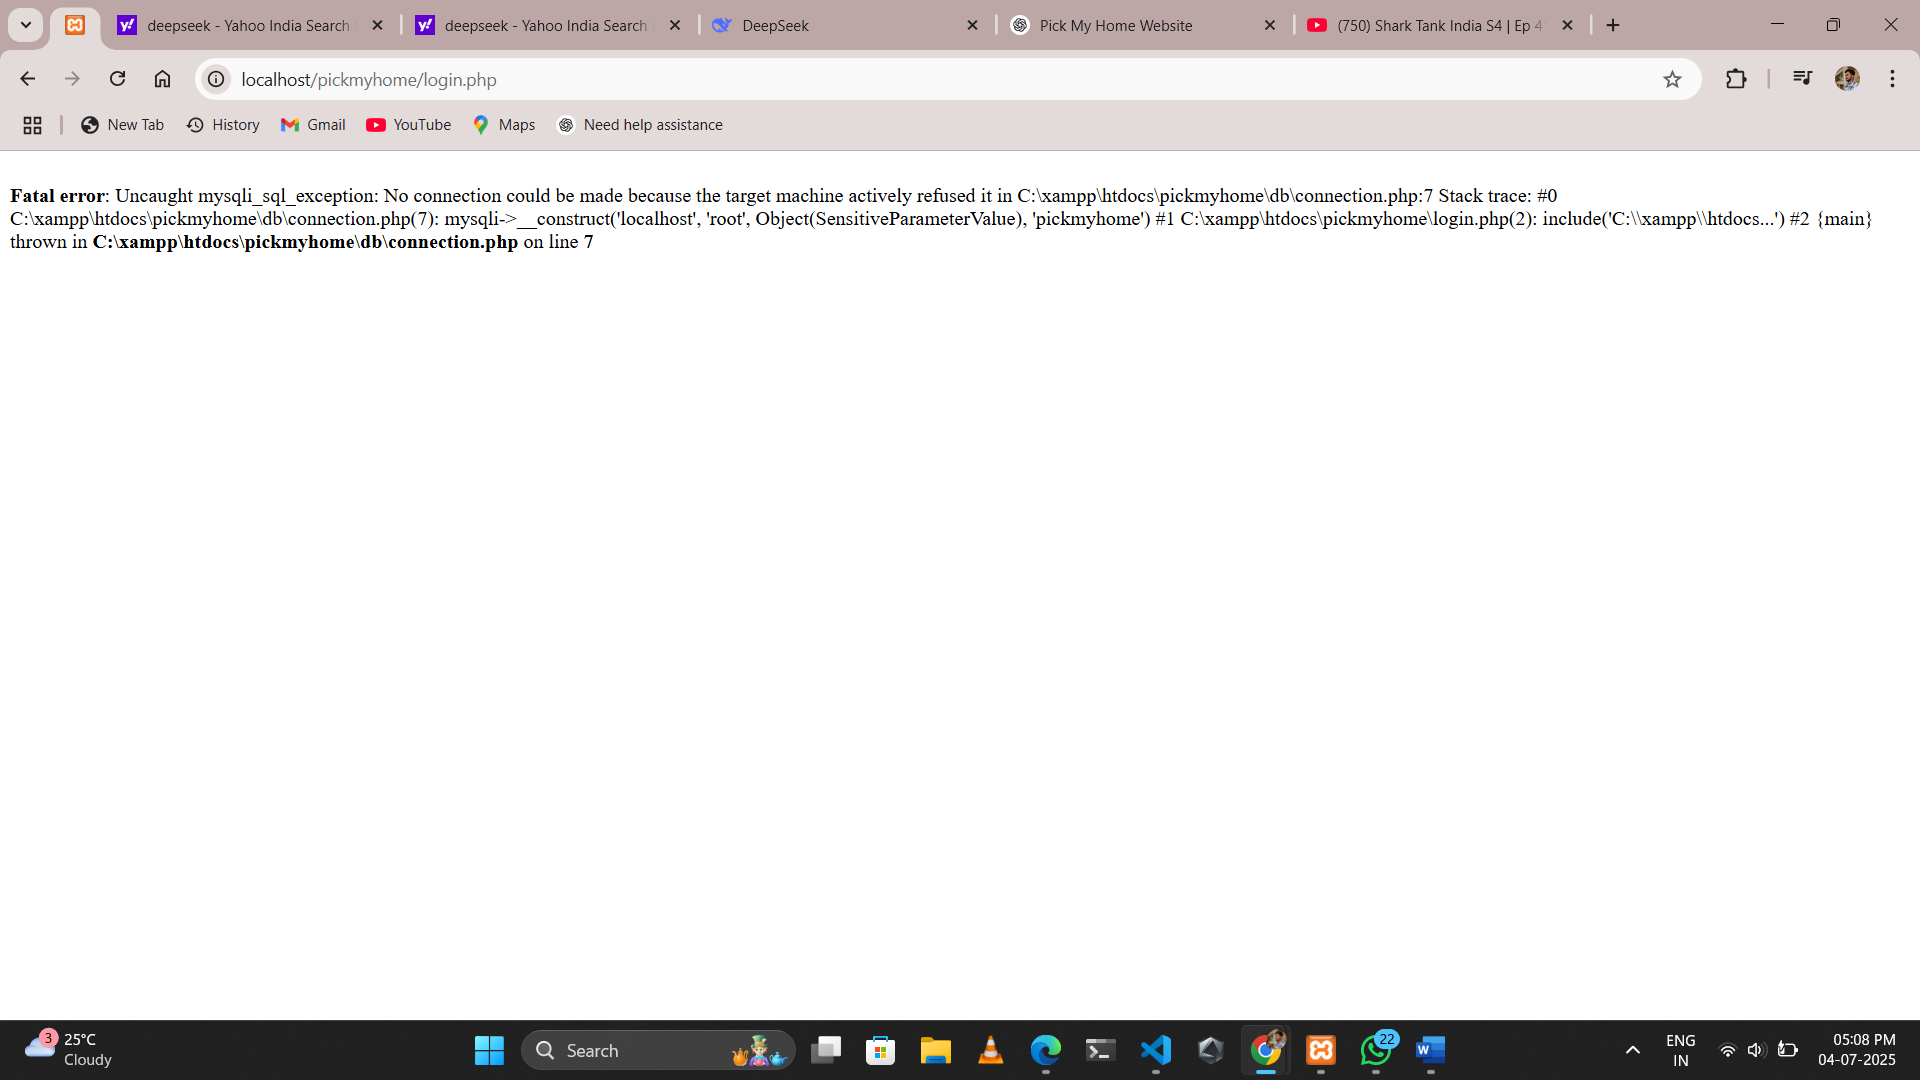 deepseek - Yahoo India Search
deepseek - Yahoo India Search
DeepSeek
Pick My Home Website
(750) Shark Tank India S4 | Ep 4
localhost/pickmyhome/login.php
New Tab
History
Gmail
YouTube
Maps
Need help assistance
Fatal error: Uncaught mysqli_sql_exception: No connection could be made because the target machine actively refused it in C:\xampp\htdocs\pickmyhome\db\connection.php:7 Stack trace: #0
C:\xampp\htdocs\pickmyhome\db\connection.php(7): mysqli->__construct('localhost', 'root', Object(SensitiveParameterValue), 'pickmyhome') #1 C:\xampp\htdocs\pickmyhome\login.php(2): include('C:\\xampp\\htdocs...') #2 {main}
thrown in C:\xampp\htdocs\pickmyhome\db\connection.php on line 7
3
25°C
Cloudy
Search
22
ENG
IN
05:08 PM
04-07-2025